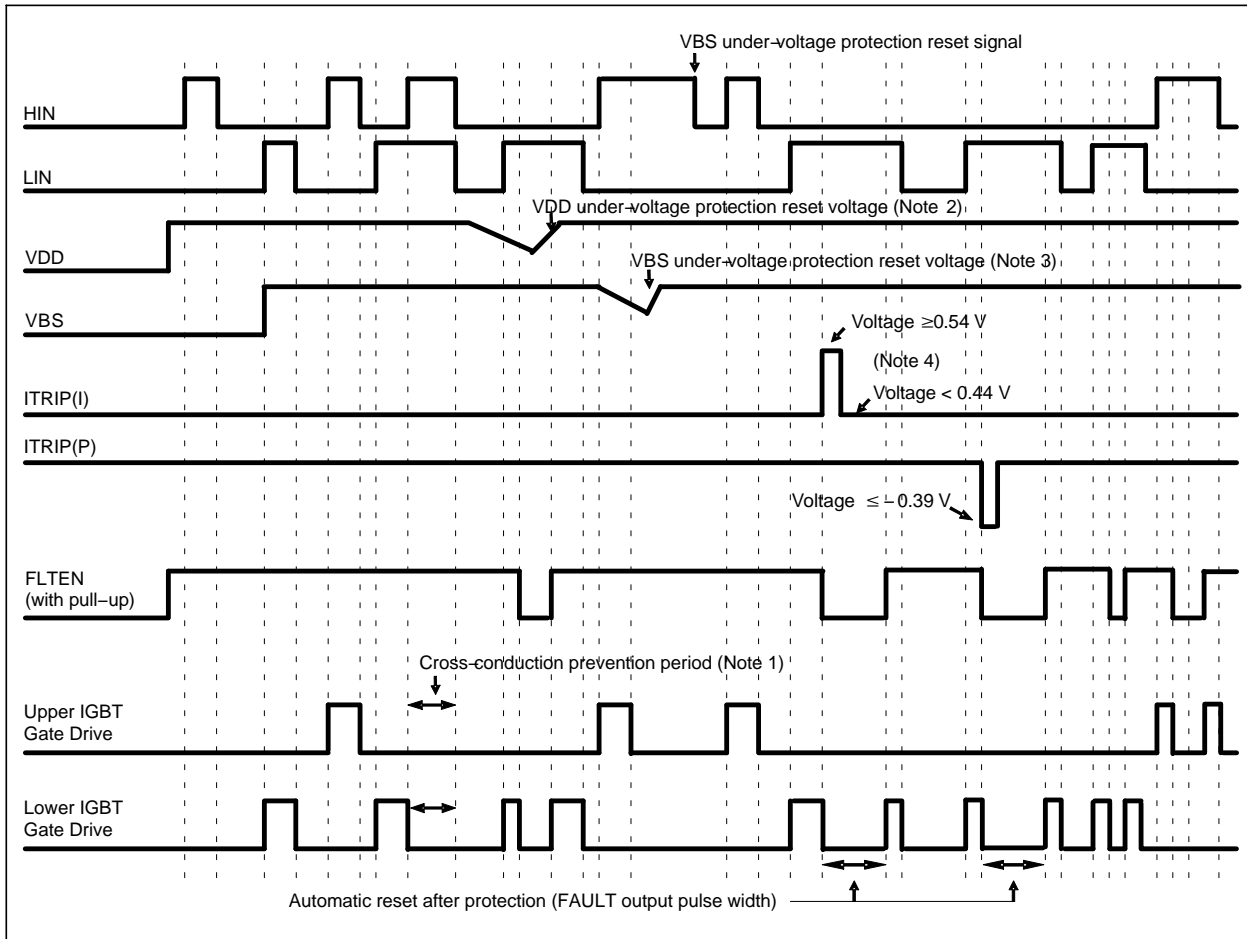 VBS under-voltage protection reset signal
HIN
LIN
VDD under-voltage protection reset voltage (Note 2)
VDD
VBS under-voltage protection reset voltage (Note 3)
VBS
Voltage ≥0.54 V
(Note 4)
Voltage < 0.44 V
ITRIP(I)
ITRIP(P)
Voltage ≤ −0.39 V
FLTEN
(with pull−up)
Cross−conduction prevention period (Note 1)
Upper IGBT
Gate Drive
Lower IGBT
Gate Drive
Automatic reset after protection (FAULT output pulse width)